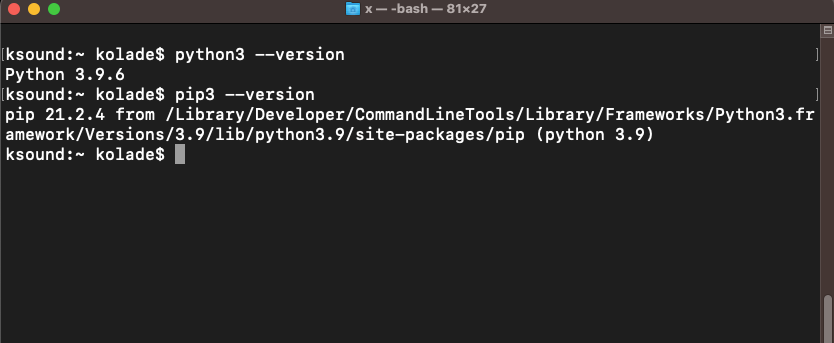 x — -bash — 81×27
[ksound:~ kolade$ python3 --version ]
Python 3.9.6
[ksound:~ kolade$ pip3 --version ]
pip 21.2.4 from /Library/Developer/CommandLineTools/Library/Frameworks/Python3.fr
amework/Versions/3.9/lib/python3.9/site-packages/pip (python 3.9)
ksound:~ kolade$